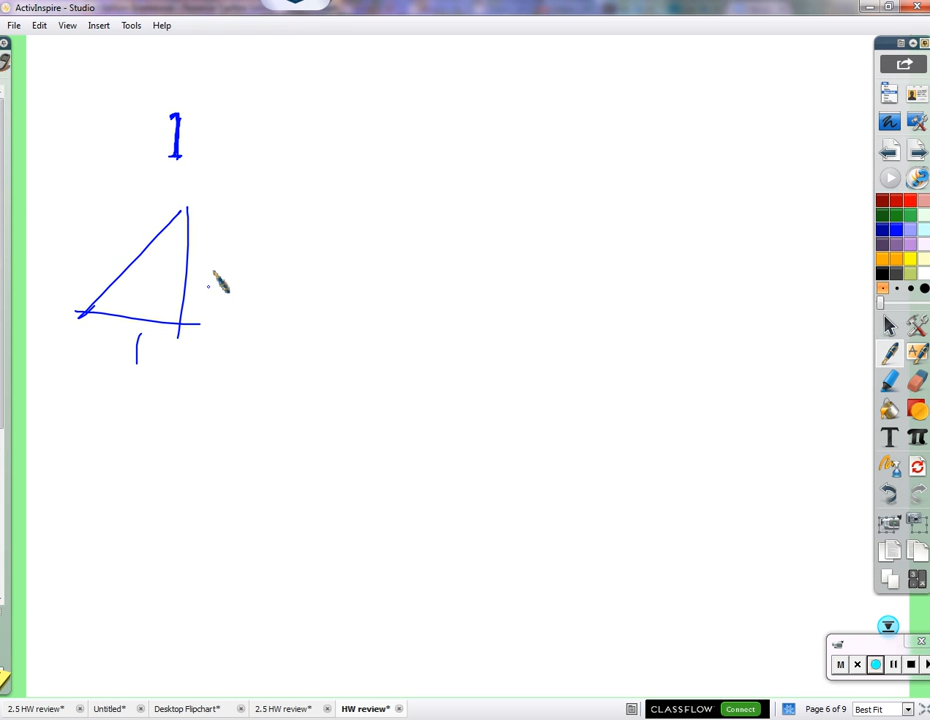 ActivInspire - Studio
File Edit View Insert Tools Help
1
1
T π
M
CLASSFLOW Connect
2.5 HW review* Untitled* Desktop Flipchart* 2.5 HW review* HW review* Page 6 of 9 Best Fit